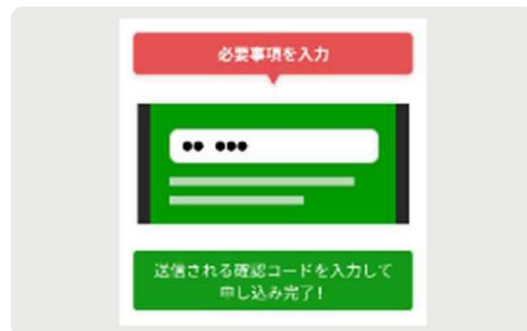 必要事項を入力
送信される確認コードを入力して
申し込み完了!